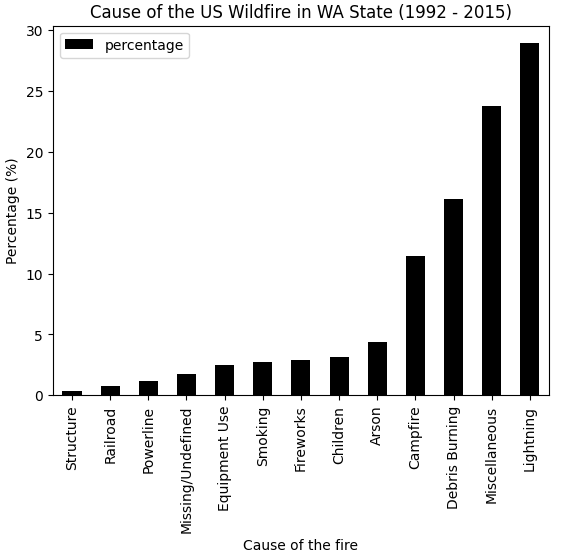 Cause of the US Wildfire in WA State (1992 - 2015)
percentage
Percentage (%)
30
25
20
15
10
5
0
Structure
Railroad
Powerline
Missing/Undefined
Equipment Use
Smoking
Fireworks
Children
Arson
Campfire
Debris Burning
Miscellaneous
Lightning
Cause of the fire